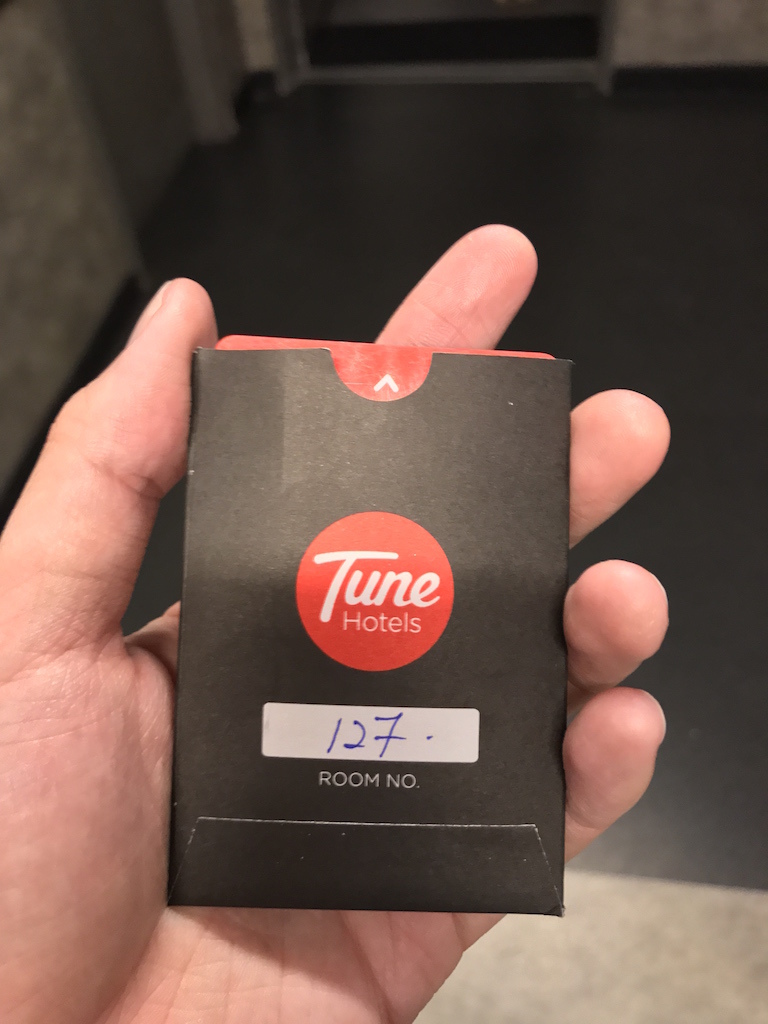 Tune
Hotels
127.
ROOM NO.